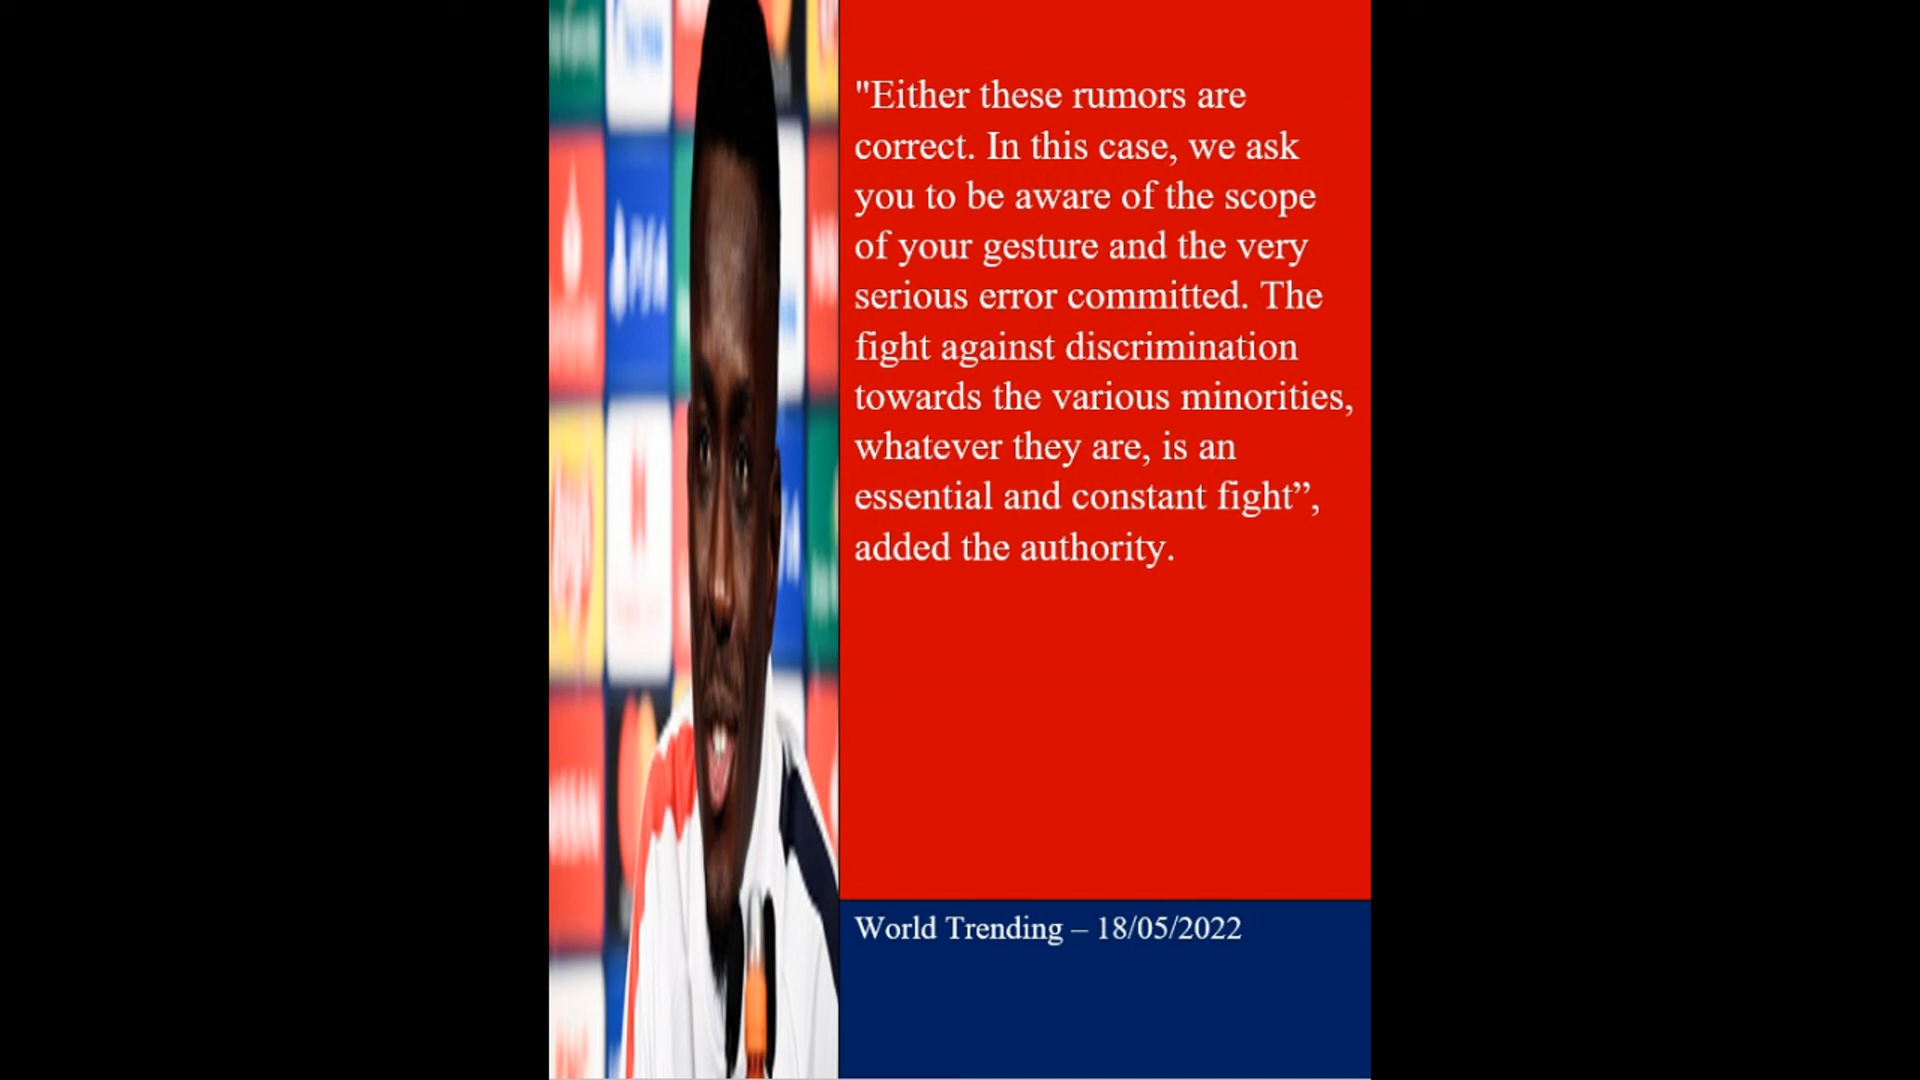 "Either these rumors are
correct. In this case, we ask
you to be aware of the scope
of your gesture and the very
serious error committed. The
fight against discrimination
towards the various minorities,
whatever they are, is an
essential and constant fight”,
added the authority.
World Trending – 18/05/2022